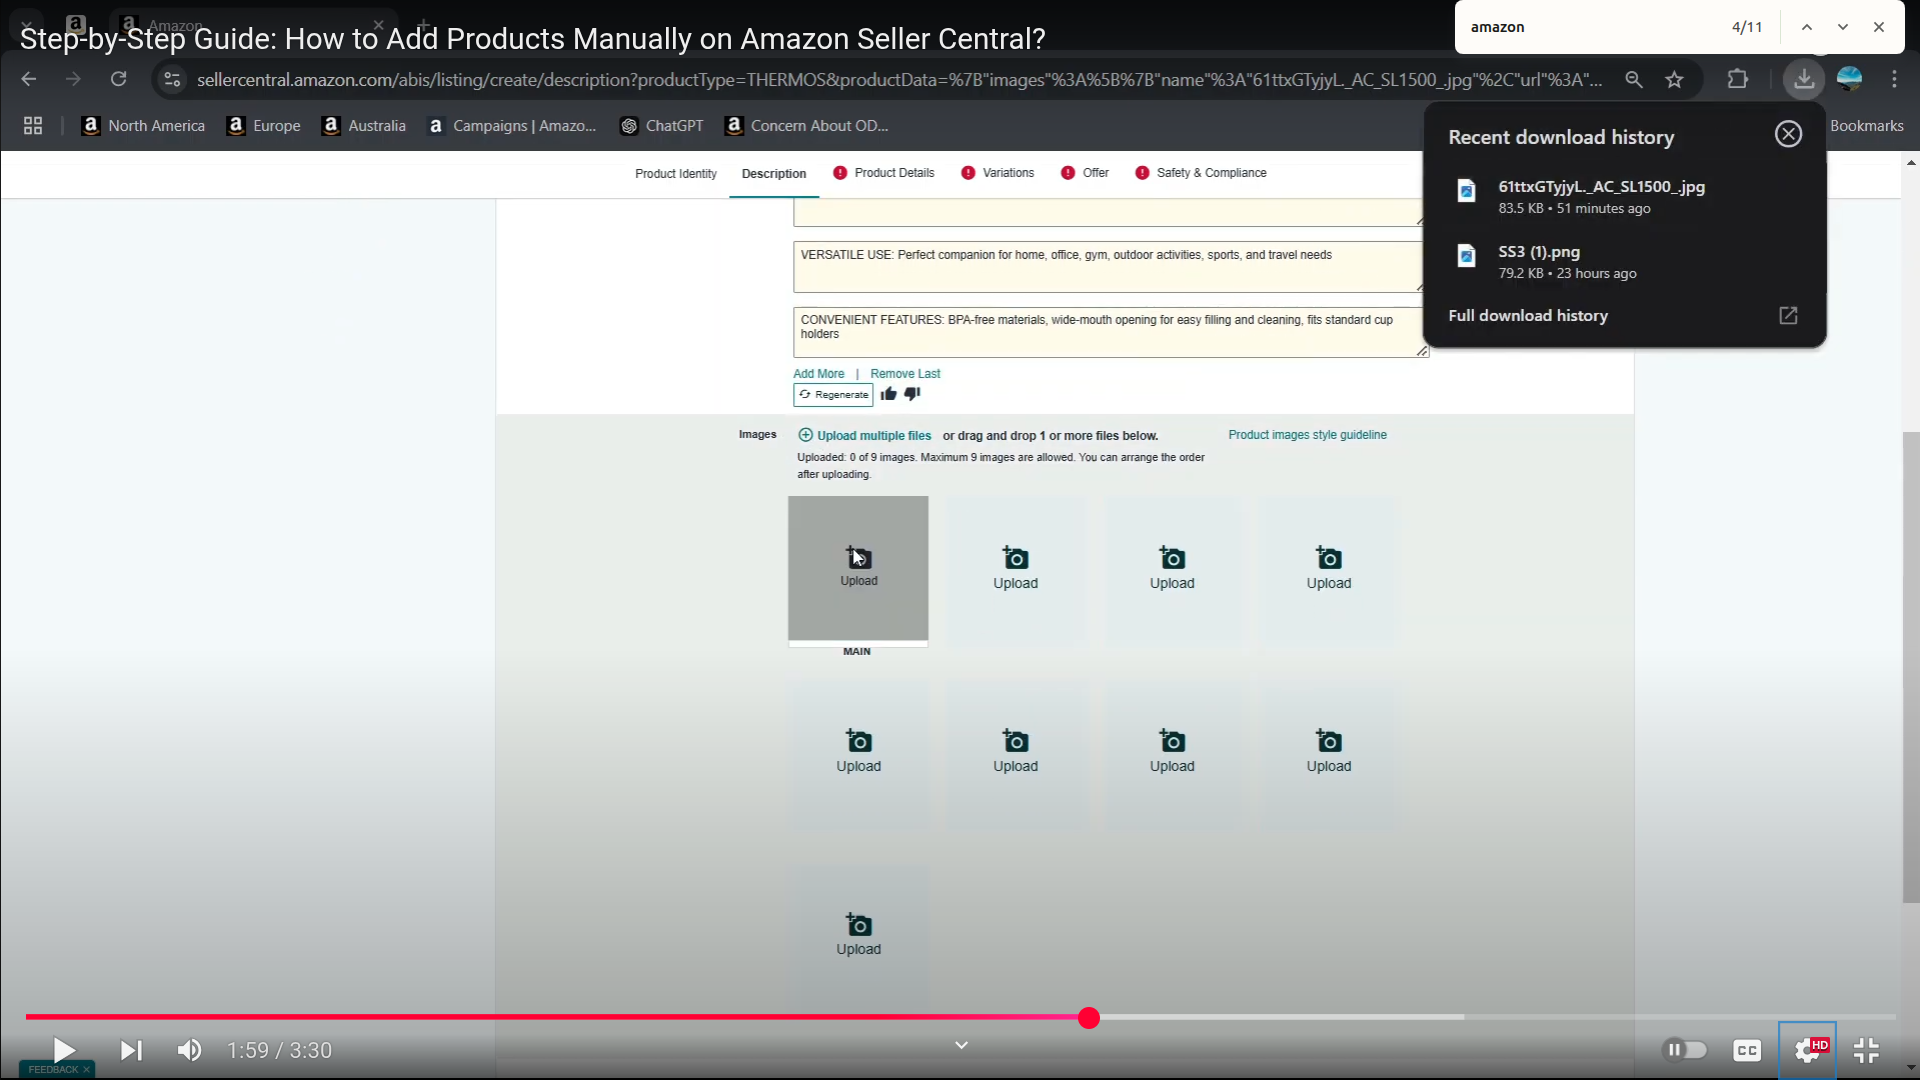 Amazon
Step-by-Step Guide: How to Add Products Manually on Amazon Seller Central?
amazon
4/11
sellercentral.amazon.com/abis/listing/create/description?productType=THERMOS&productData=%7B"images"%3A%5B%7B"name"%3A"61ttxGTyjyL._AC_SL1500_.jpg"%2C"url"%3A"...
North America
Europe
Australia
Campaigns | Amazo...
ChatGPT
Concern About OD...
Bookmarks
Recent download history
61ttxGTyjyL._AC_SL1500_.jpg
83.5 KB • 51 minutes ago
SS3 (1).png
79.2 KB • 23 hours ago
Full download history
Product Identity
Description
Product Details
Variations
Offer
Safety & Compliance
VERSATILE USE: Perfect companion for home, office, gym, outdoor activities, sports, and travel needs
CONVENIENT FEATURES: BPA-free materials, wide-mouth opening for easy filling and cleaning, fits standard cup
holders
Add More | Remove Last
Regenerate
Images
Upload multiple files or drag and drop 1 or more files below.
Product images style guideline
Uploaded: 0 of 9 images. Maximum 9 images are allowed. You can arrange the order
after uploading.
Upload
Upload
Upload
Upload
MAIN
Upload
Upload
Upload
Upload
Upload
1:59 / 3:30
CC
HD
FEEDBACK